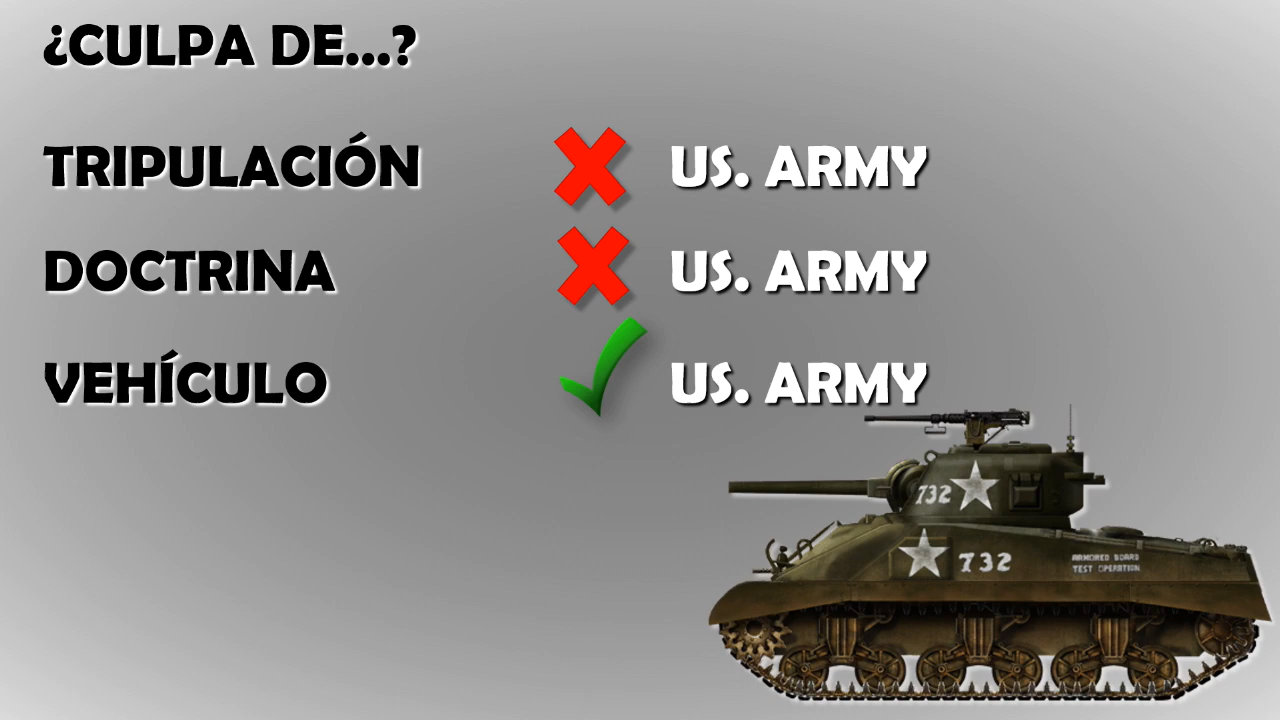 ¿CULPA DE...?
TRIPULACIÓN US. ARMY
DOCTRINA US. ARMY
VEHÍCULO US. ARMY
732
732
ARMORED BOARD
TEST OPERATION